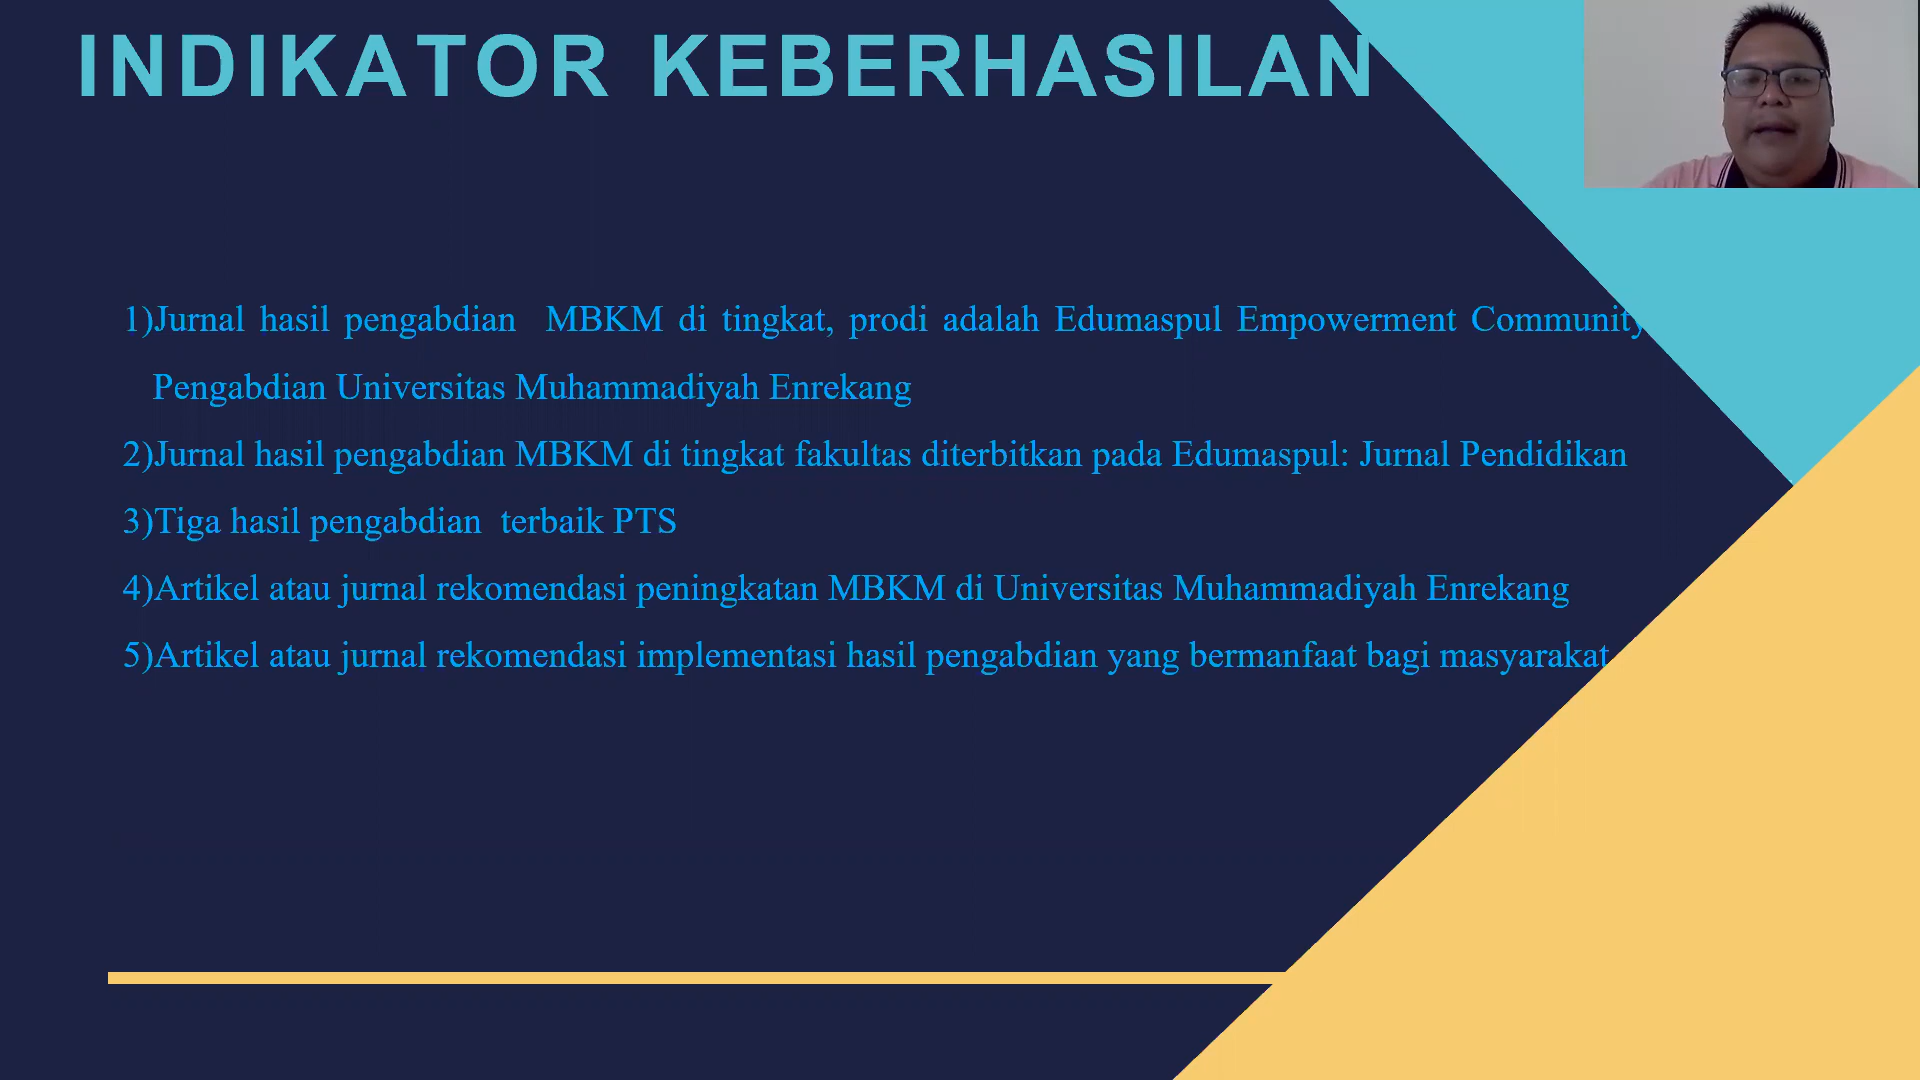 INDIKATOR KEBERHASILAN
1)Jurnal hasil pengabdian MBKM di tingkat, prodi adalah Edumaspul Empowerment Community
Pengabdian Universitas Muhammadiyah Enrekang
2)Jurnal hasil pengabdian MBKM di tingkat fakultas diterbitkan pada Edumaspul: Jurnal Pendidikan
3)Tiga hasil pengabdian terbaik PTS
4)Artikel atau jurnal rekomendasi peningkatan MBKM di Universitas Muhammadiyah Enrekang
5)Artikel atau jurnal rekomendasi implementasi hasil pengabdian yang bermanfaat bagi masyarakat